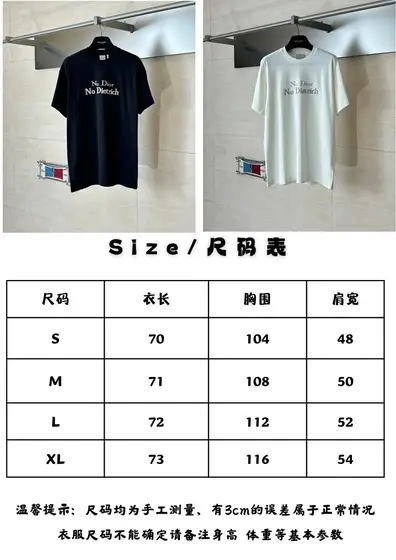 No Dior
No Dietrich
No Dior
No Dietrich
Size/尺码表
尺码 衣长 胸围 肩宽
S 70 104 48
M 71 108 50
L 72 112 52
XL 73 116 54
温馨提示: 尺码均为手工测量、有3cm的误差属于正常情况
衣服尺码不能确定请备注身高 体重等基本参数